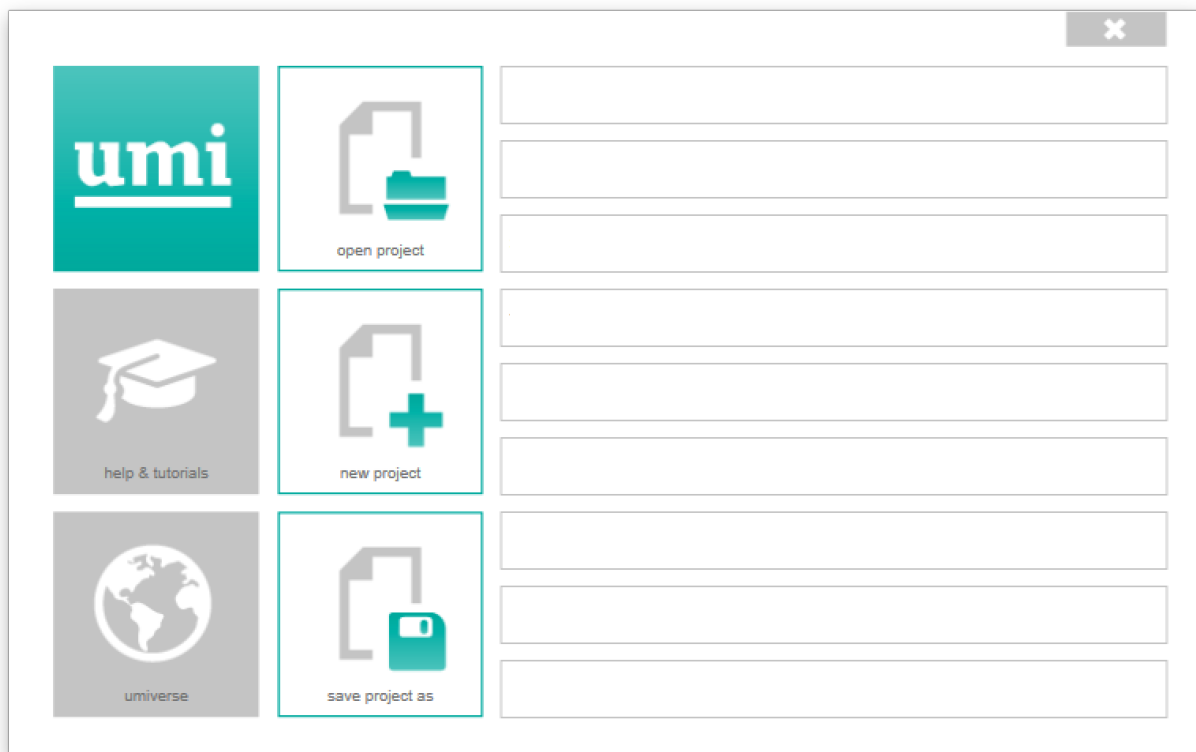 umi
open project
help & tutorials
new project
umiverse
save project as